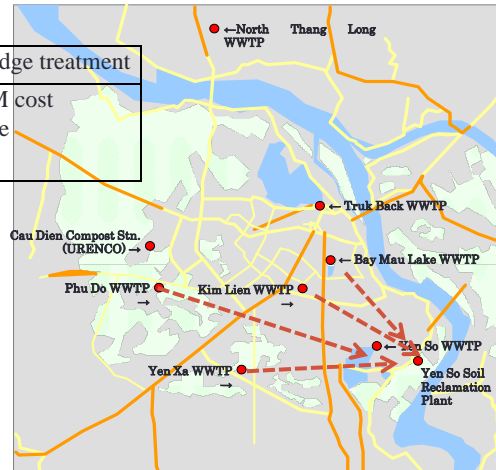 ←North Thang Long
WWTP
dge treatment
M cost
e
← Truk Back WWTP
Cau Dien Compost Stn.
(URENCO) →
← Bay Mau Lake WWTP
Phu Do WWTP
→
Kim Lien WWTP
→
← Yen So WWTP
Yen Xa WWTP
→
Yen So Soil
Reclamation
Plant